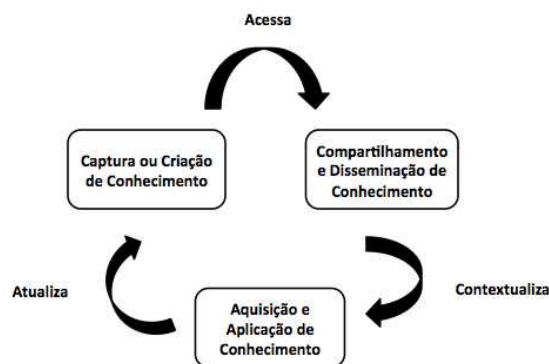 Acessa
Captura ou Criação
de Conhecimento
Compartilhamento
e Disseminação de
Conhecimento
Atualiza
Contextualiza
Aquisição e
Aplicação de
Conhecimento